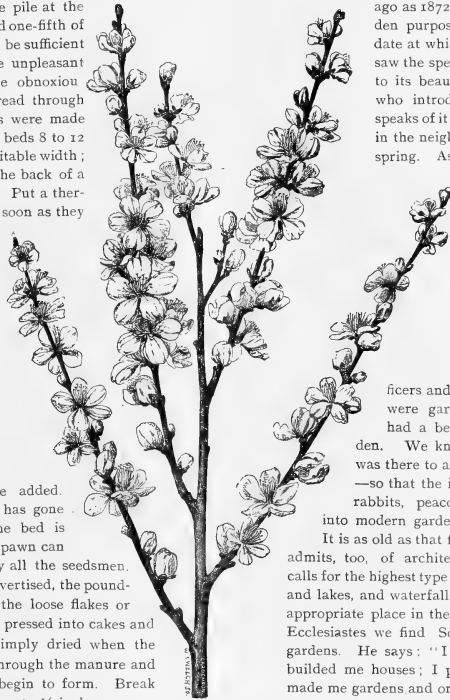 e pile at the
d one-fifth of
be sufficient
e unpleasant
e obnoxiou
read through
s were made
beds 8 to 12
itable width ;
he back of a
Put a ther-
soon as they
e added.
has gone
he bed is
pawn can
y all the seedsmen.
vertised, the pound-
the loose flakes or
pressed into cakes and
imply dried when the
hrough the manure and
begin to form. Break
ago as 1872
den purpos
date at whi
saw the spe
to its beau
who introd
speaks of it
in the neigh
spring. As
ficers and
were gar
had a be
den. We kn
was there to a
—so that the i
rabbits, peac
into modern garde
It is as old as that f
admits, too, of archite
calls for the highest type
and lakes, and waterfall
appropriate place in the
Ecclesiastes we find So
gardens. He says: "I
builded me houses; I p
made me gardens and or